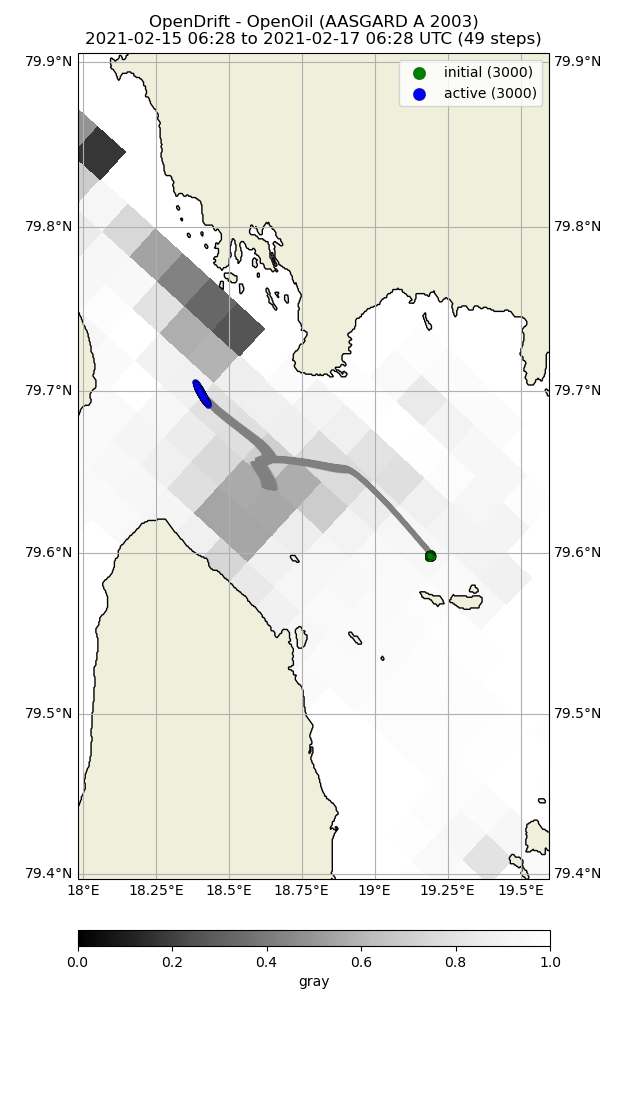 OpenDrift - OpenOil (AASGARD A 2003)
2021-02-15 06:28 to 2021-02-17 06:28 UTC (49 steps)
79.9°N 79.9°N
initial (3000)
active (3000)
79.8°N 79.8°N
79.7°N 79.7°N
79.6°N 79.6°N
79.5°N 79.5°N
79.4°N 79.4°N
18°E 18.25°E 18.5°E 18.75°E 19°E 19.25°E 19.5°E
0.0 0.2 0.4 0.6 0.8 1.0
gray